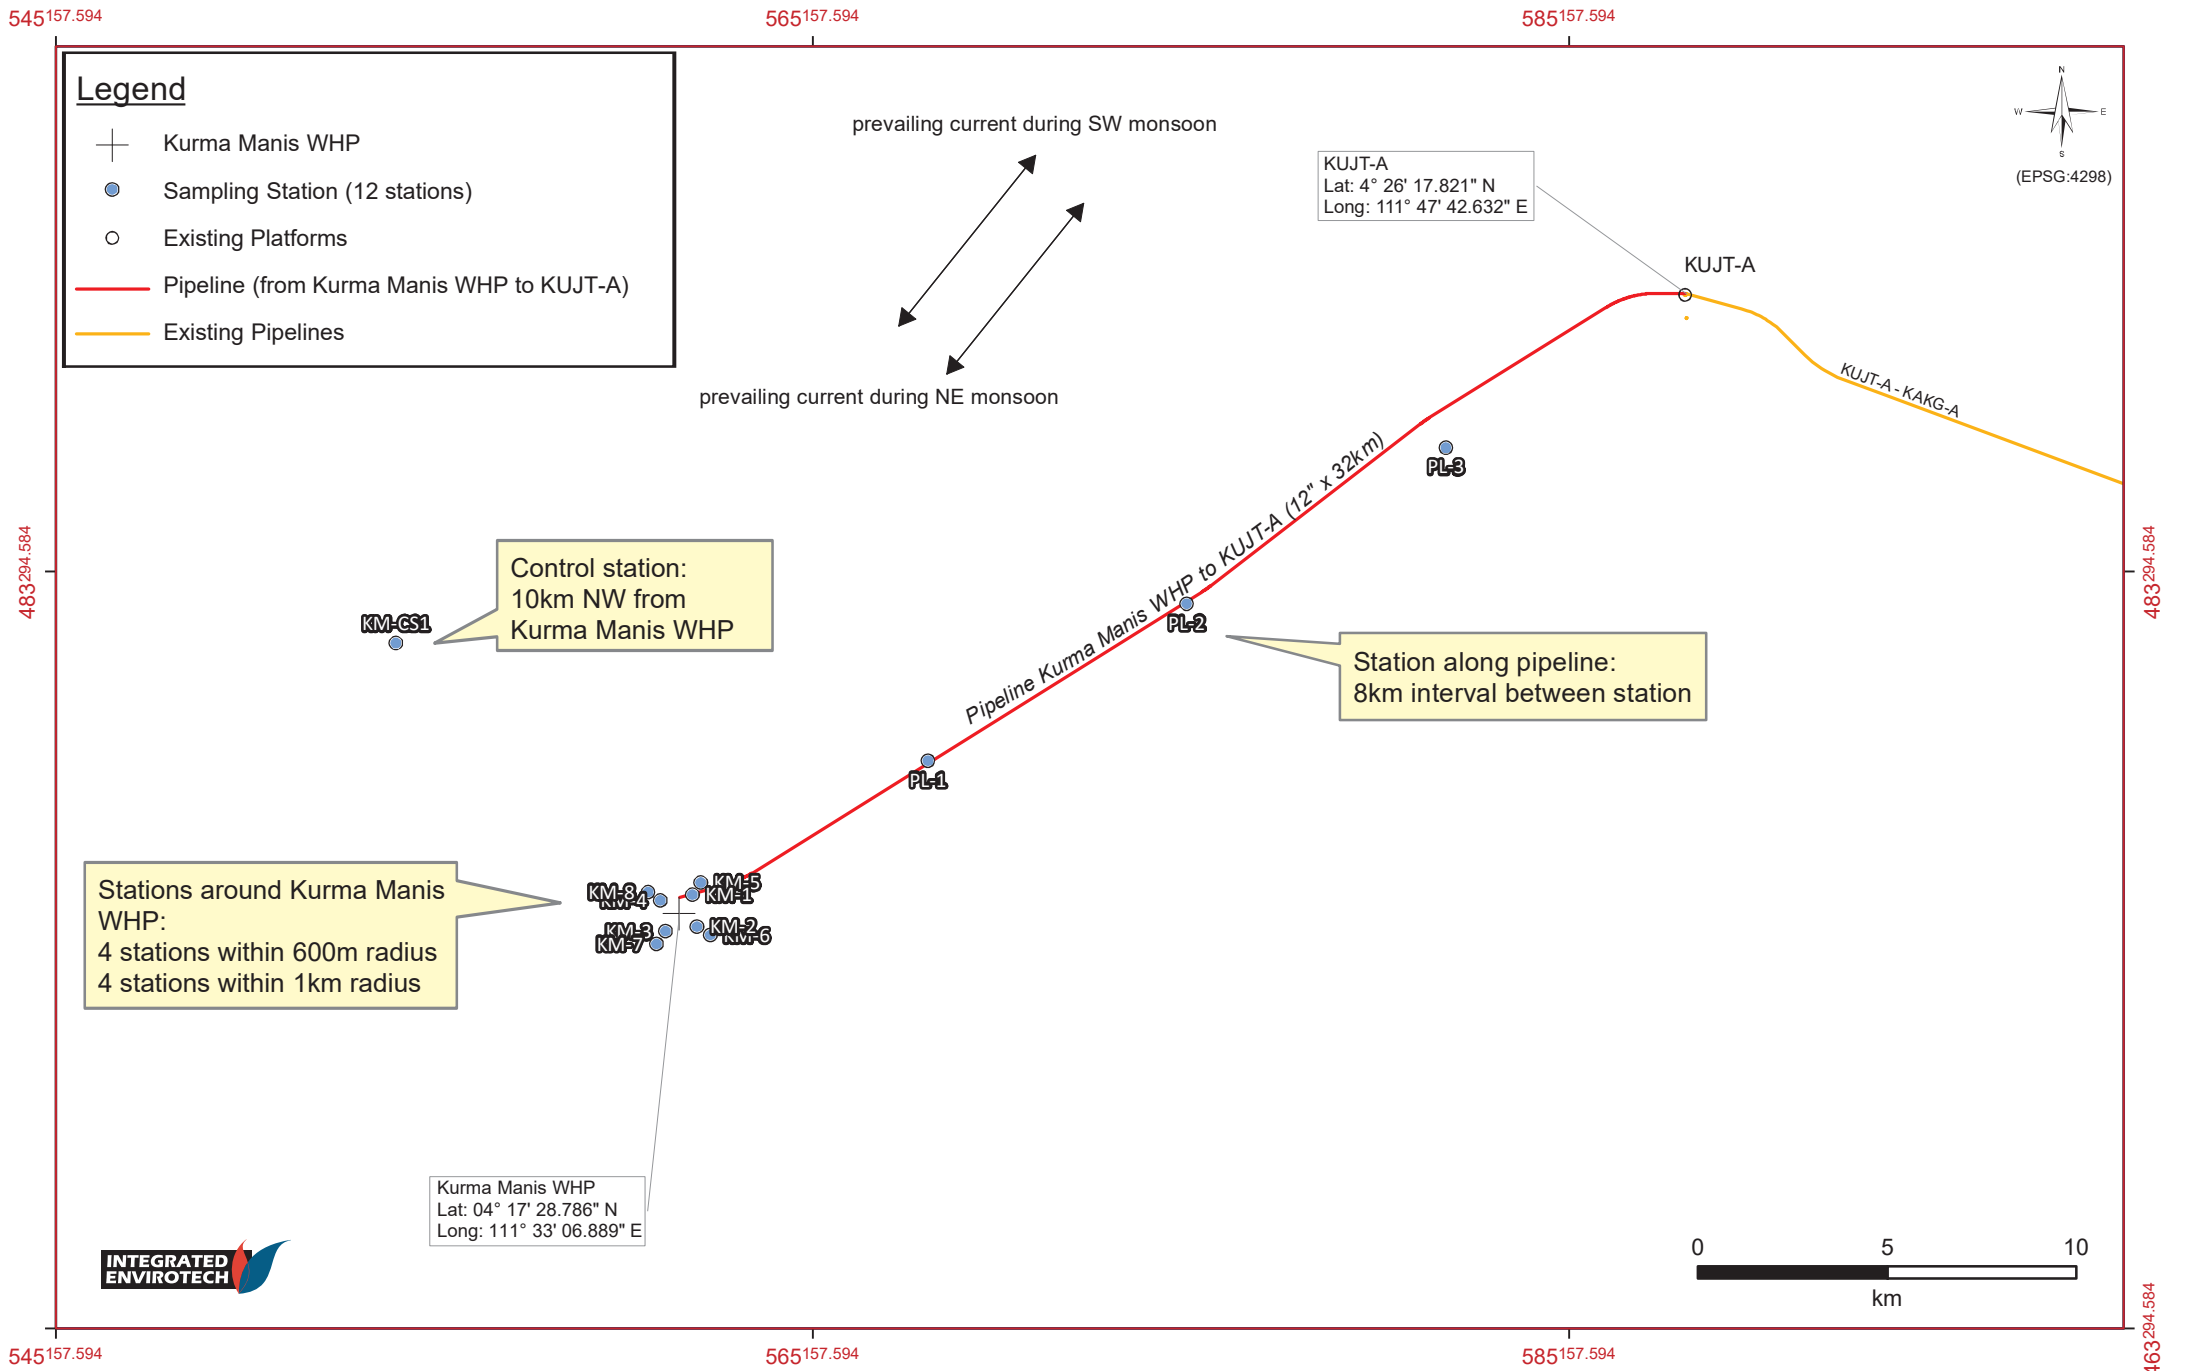 545157.594
565157.594
585157.594
Legend
Kurma Manis WHP
Sampling Station (12 stations)
Existing Platforms
Pipeline (from Kurma Manis WHP to KUJT-A)
Existing Pipelines
prevailing current during SW monsoon
prevailing current during NE monsoon
N
W
E
S
(EPSG:4298)
KUJT-A
Lat: 4° 26' 17.821" N
Long: 111° 47' 42.632" E
KUJT-A
KUJT-A - KAKG-A
Pipeline Kurma Manis WHP to KUJT-A (12" x 32km)
PL-3
483294.584
483294.584
Control station:
10km NW from
Kurma Manis WHP
KM-CS1
PL-2
Station along pipeline:
8km interval between station
PL-1
Stations around Kurma Manis
WHP:
4 stations within 600m radius
4 stations within 1km radius
KM-8
KM-4
KM-5
KM-1
KM-3
KM-7
KM-2
KM-6
Kurma Manis WHP
Lat: 04° 17' 28.786" N
Long: 111° 33' 06.889" E
INTEGRATED
ENVIROTECH
0
5
10
km
463294.584
545157.594
565157.594
585157.594